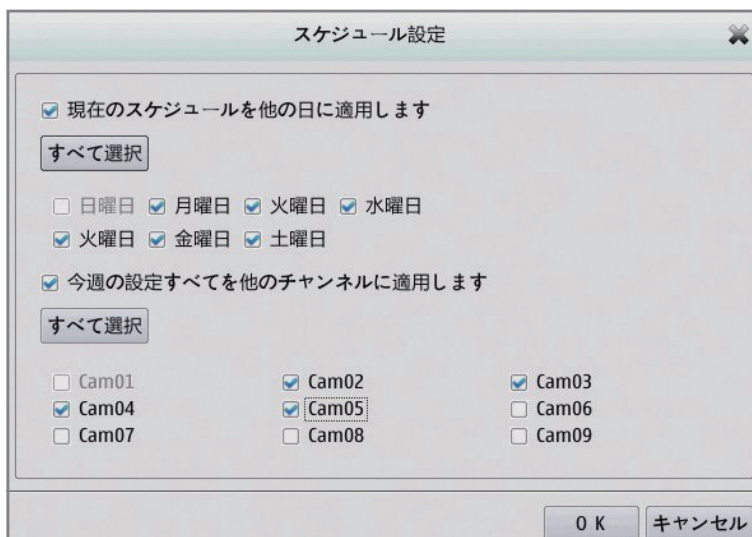 スケジュール設定
現在のスケジュールを他の日に適用します
すべて選択
日曜日 月曜日 火曜日 水曜日
火曜日 金曜日 土曜日
今週の設定すべてを他のチャンネルに適用します
すべて選択
Cam01 Cam02 Cam03
Cam04 Cam05 Cam06
Cam07 Cam08 Cam09
OK キャンセル